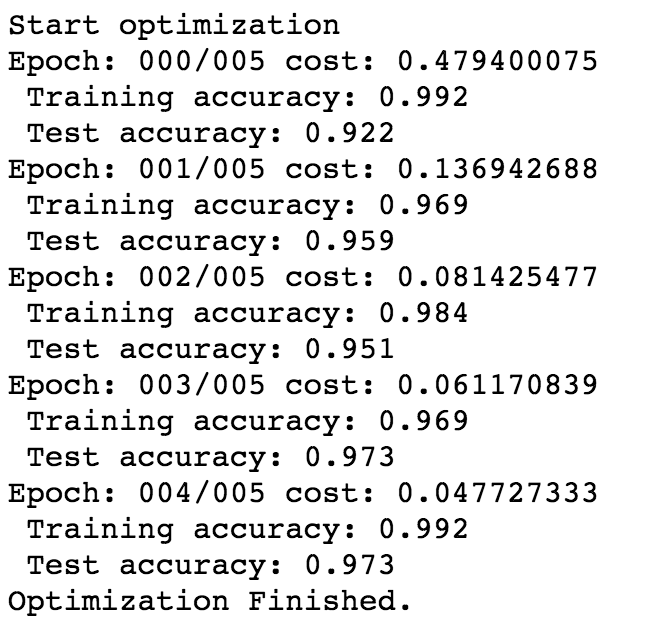 Start optimization
Epoch: 000/005 cost: 0.479400075
Training accuracy: 0.992
Test accuracy: 0.922
Epoch: 001/005 cost: 0.136942688
Training accuracy: 0.969
Test accuracy: 0.959
Epoch: 002/005 cost: 0.081425477
Training accuracy: 0.984
Test accuracy: 0.951
Epoch: 003/005 cost: 0.061170839
Training accuracy: 0.969
Test accuracy: 0.973
Epoch: 004/005 cost: 0.047727333
Training accuracy: 0.992
Test accuracy: 0.973
Optimization Finished.